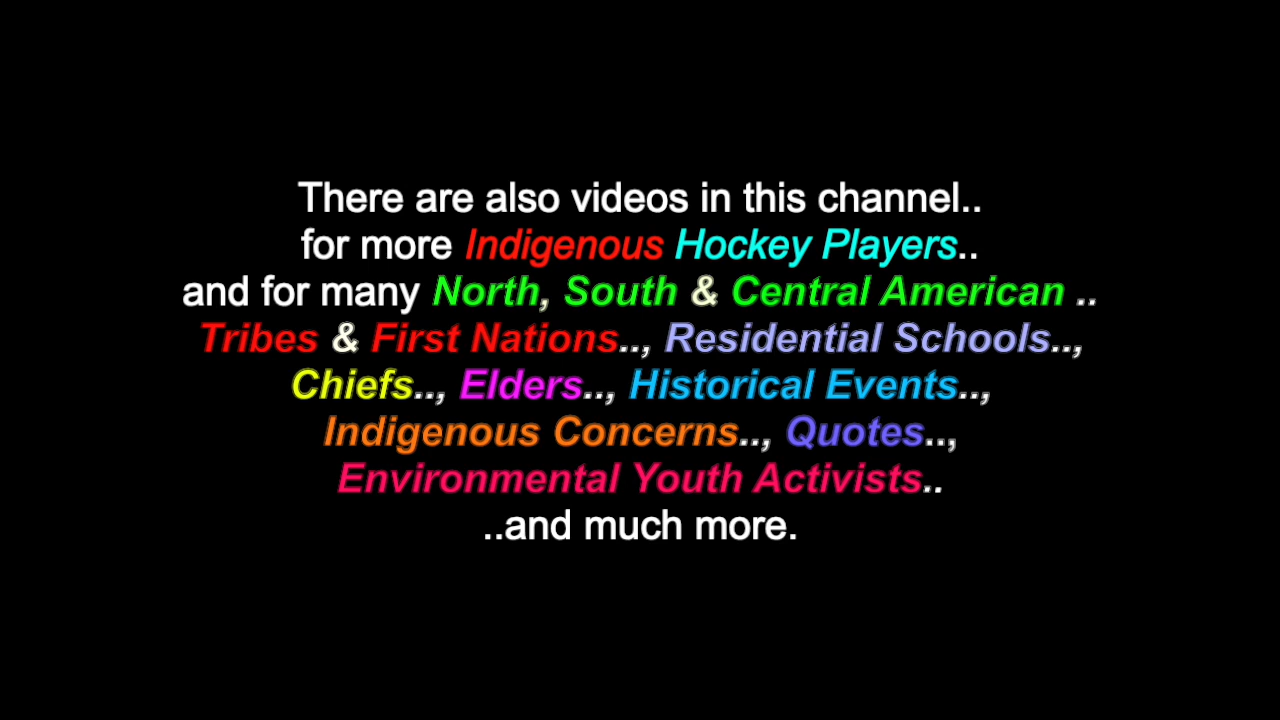 There are also videos in this channel..
for more Indigenous Hockey Players..
and for many North, South & Central American ..
Tribes & First Nations.., Residential Schools..,
Chiefs.., Elders.., Historical Events..,
Indigenous Concerns.., Quotes..,
Environmental Youth Activists..
..and much more.